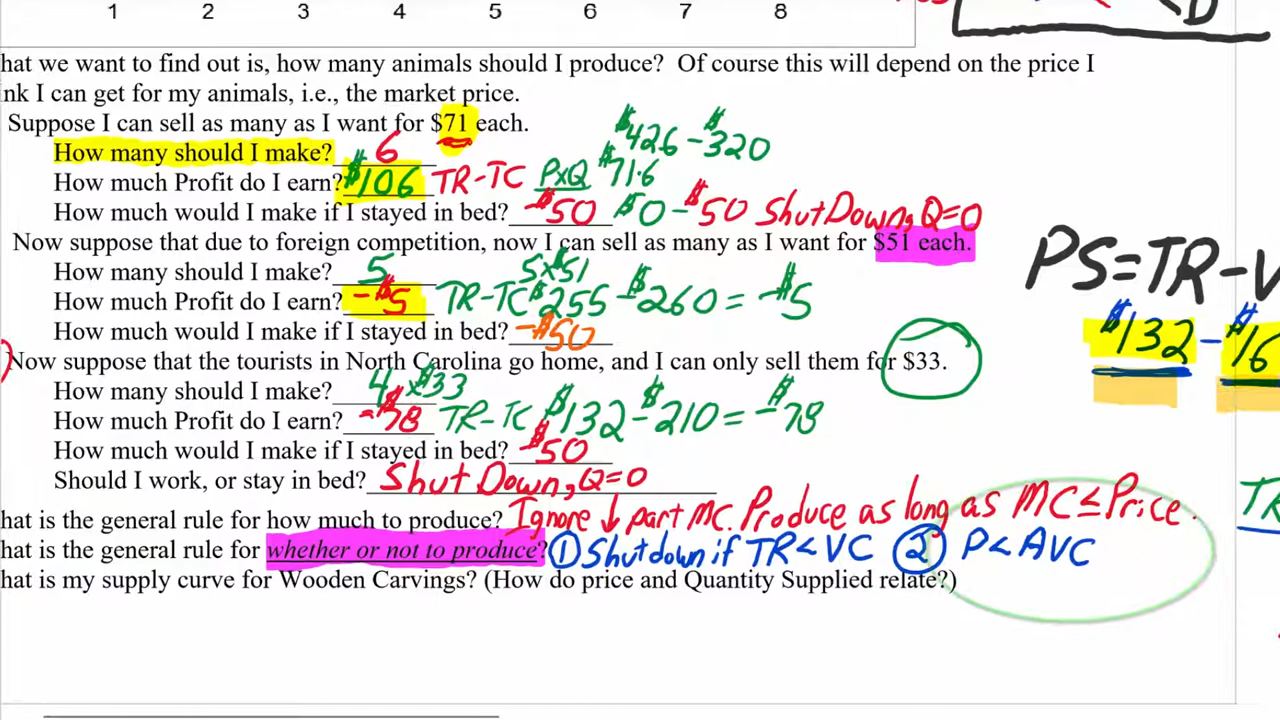 1 2 3 4 5 6 7 8
<D
hat we want to find out is, how many animals should I produce? Of course this will depend on the price I
nk I can get for my animals, i.e., the market price.
Suppose I can sell as many as I want for $71 each.
$426 - $320
How many should I make? 6
How much Profit do I earn? $106 TR-TC PxQ $71·6
How much would I make if I stayed in bed? -$50 $0 - $50 Shut Down, Q=0
Now suppose that due to foreign competition, now I can sell as many as I want for $51 each.
How many should I make? 5 5x$51
How much Profit do I earn? -$5 TR-TC $255 - $260 = -$5
How much would I make if I stayed in bed? -$50
PS=TR-V
$132 - $16
Now suppose that the tourists in North Carolina go home, and I can only sell them for $33.
How many should I make? 4 x $33
How much Profit do I earn? -$78 TR-TC $132 - $210 = -$78
How much would I make if I stayed in bed? -$50
Should I work, or stay in bed? Shut Down, Q=0
hat is the general rule for how much to produce? Ignore ↓ part MC. Produce as long as MC≤Price.
TR
hat is the general rule for whether or not to produce? ① Shutdown if TR<VC ② P<AVC
hat is my supply curve for Wooden Carvings? (How do price and Quantity Supplied relate?)